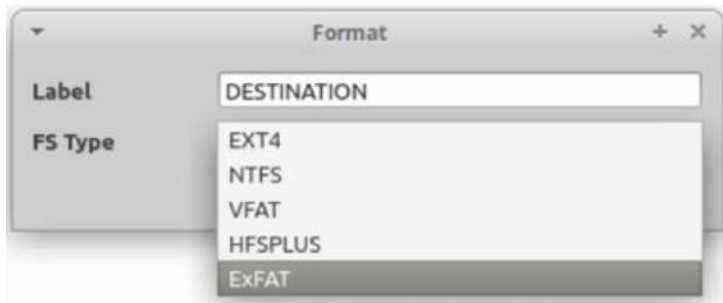 Format
Label DESTINATION
FS Type
EXT4
NTFS
VFAT
HFSPLUS
ExFAT